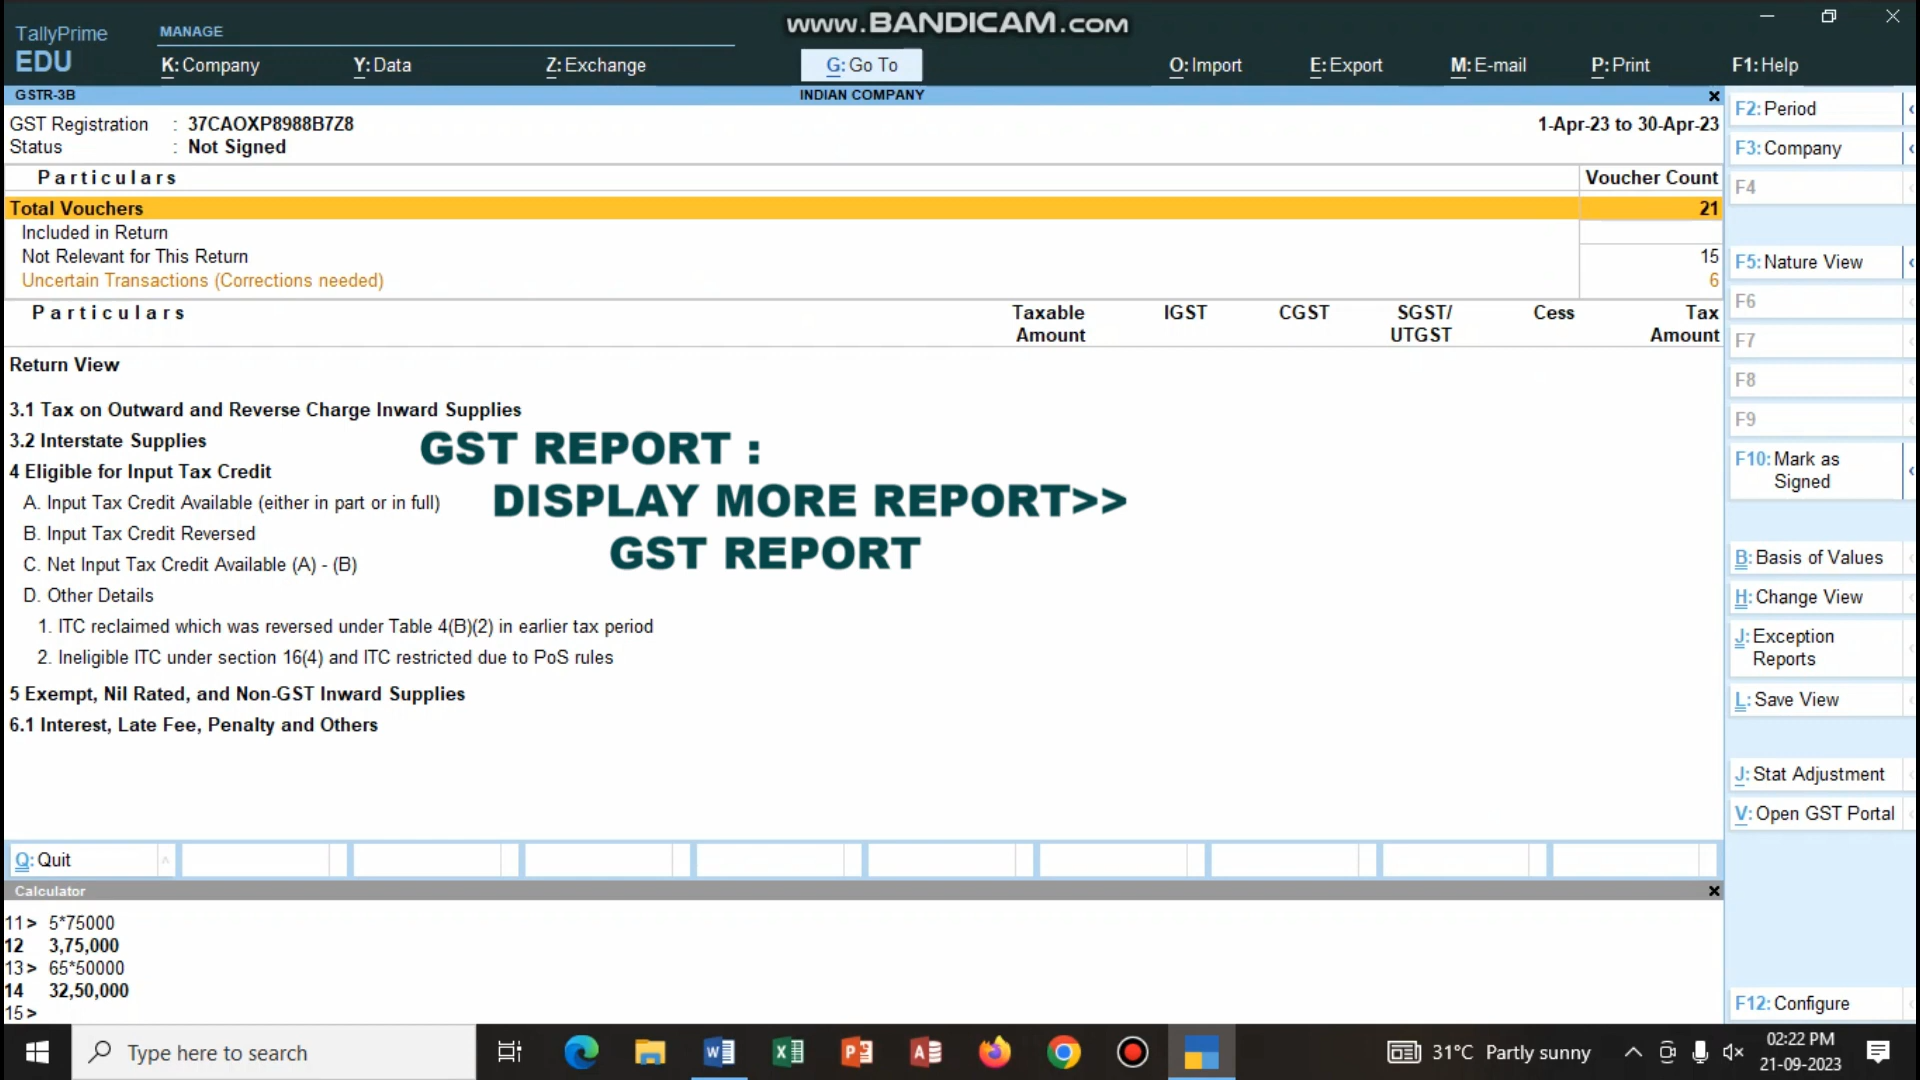 www.BANDICAM.com
TallyPrime
EDU
MANAGE
K: Company
Y: Data
Z: Exchange
G: Go To
O: Import
E: Export
M: E-mail
P: Print
F1: Help
GSTR-3B
INDIAN COMPANY
GST Registration : 37CAOXP8988B7Z8
1-Apr-23 to 30-Apr-23
Status : Not Signed
Particulars
Voucher Count
Total Vouchers 21
Included in Return
Not Relevant for This Return 15
Uncertain Transactions (Corrections needed) 6
Particulars
Taxable Amount
IGST
CGST
SGST/ UTGST
Cess
Tax Amount
Return View
3.1 Tax on Outward and Reverse Charge Inward Supplies
3.2 Interstate Supplies
4 Eligible for Input Tax Credit
A. Input Tax Credit Available (either in part or in full)
B. Input Tax Credit Reversed
C. Net Input Tax Credit Available (A) - (B)
D. Other Details
1. ITC reclaimed which was reversed under Table 4(B)(2) in earlier tax period
2. Ineligible ITC under section 16(4) and ITC restricted due to PoS rules
5 Exempt, Nil Rated, and Non-GST Inward Supplies
6.1 Interest, Late Fee, Penalty and Others
GST REPORT :
DISPLAY MORE REPORT>>
GST REPORT
F2: Period
F3: Company
F4
F5: Nature View
F6
F7
F8
F9
F10: Mark as
Signed
B: Basis of Values
H: Change View
J: Exception
Reports
L: Save View
J: Stat Adjustment
V: Open GST Portal
F12: Configure
Q: Quit
Calculator
11> 5*75000
12 3,75,000
13> 65*50000
14 32,50,000
15>
Type here to search
31°C Partly sunny
02:22 PM
21-09-2023